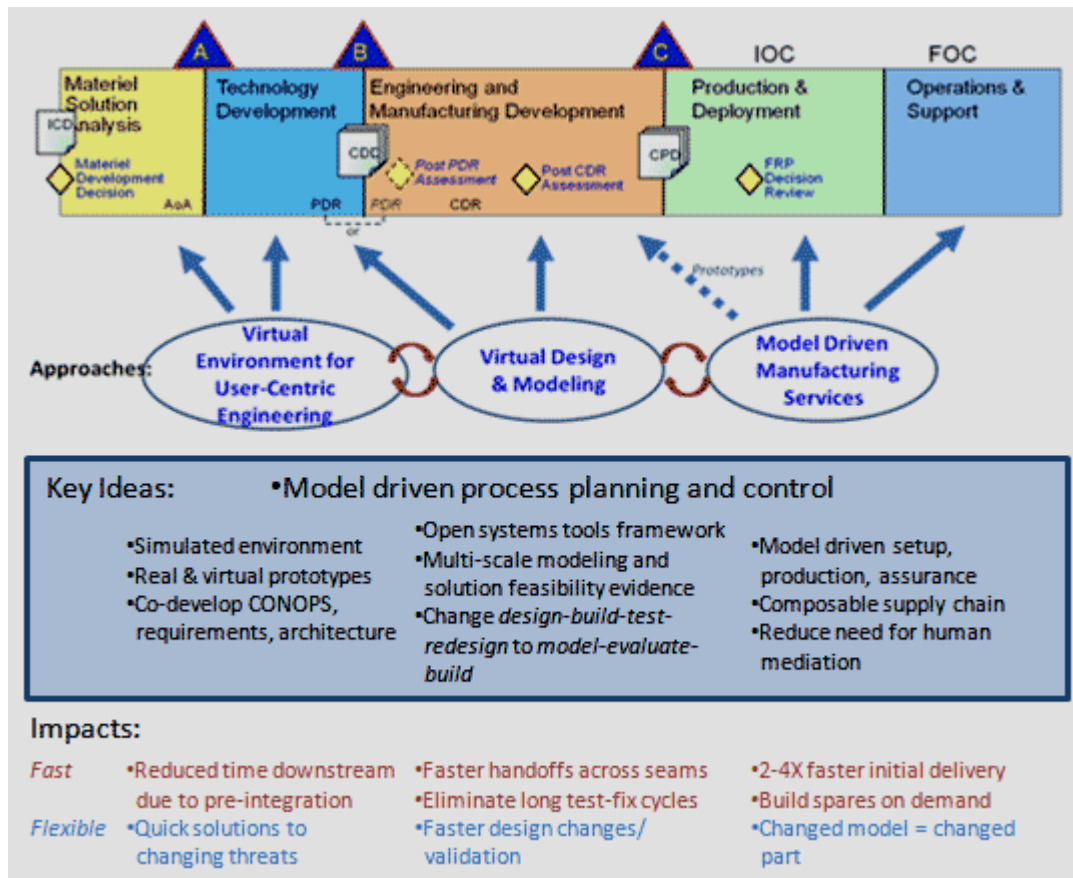 A
B
C
IOC
FOC
Materiel
Solution
Analysis
Technology
Development
Engineering and
Manufacturing Development
Production &
Deployment
Operations &
Support
ICD
CDD
CPD
Materiel
Development
Decision
Post PDR
Assessment
Post CDR
Assessment
FRP
Decision
Review
AoA
PDR
PDR
CDR
or
Prototypes
Approaches:
Virtual
Environment for
User-Centric
Engineering
Virtual Design
& Modeling
Model Driven
Manufacturing
Services
Key Ideas:
•Model driven process planning and control
•Simulated environment
•Real & virtual prototypes
•Co-develop CONOPS,
requirements, architecture
•Open systems tools framework
•Multi-scale modeling and
solution feasibility evidence
•Change design-build-test-
redesign to model-evaluate-
build
•Model driven setup,
production, assurance
•Composable supply chain
•Reduce need for human
mediation
Impacts:
Fast
•Reduced time downstream
due to pre-integration
•Faster handoffs across seams
•Eliminate long test-fix cycles
•2-4X faster initial delivery
•Build spares on demand
Flexible
•Quick solutions to
changing threats
•Faster design changes/
validation
•Changed model = changed
part